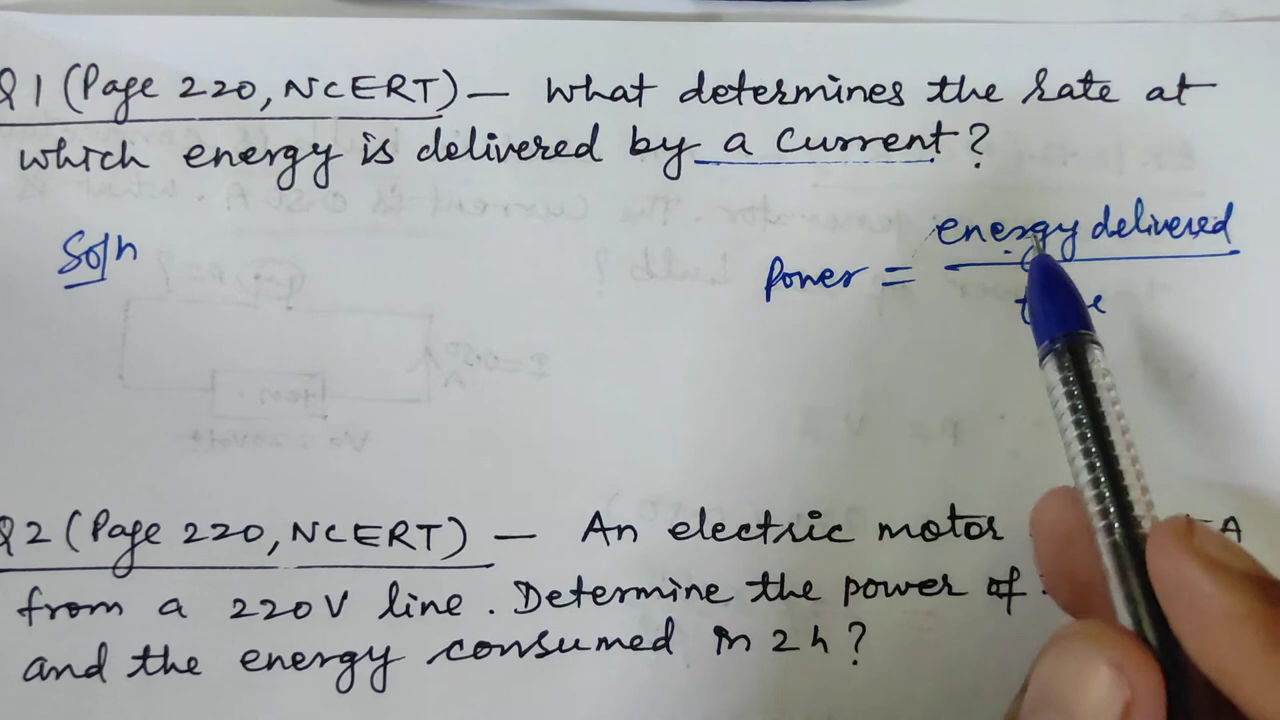 Q1 (Page 220, NCERT) – What determines the rate at
which energy is delivered by a current?
Soln
Power = energy delivered
Q2 (Page 220, NCERT) – An electric motor A
from a 220V line. Determine the power of
and the energy consumed in 2h?